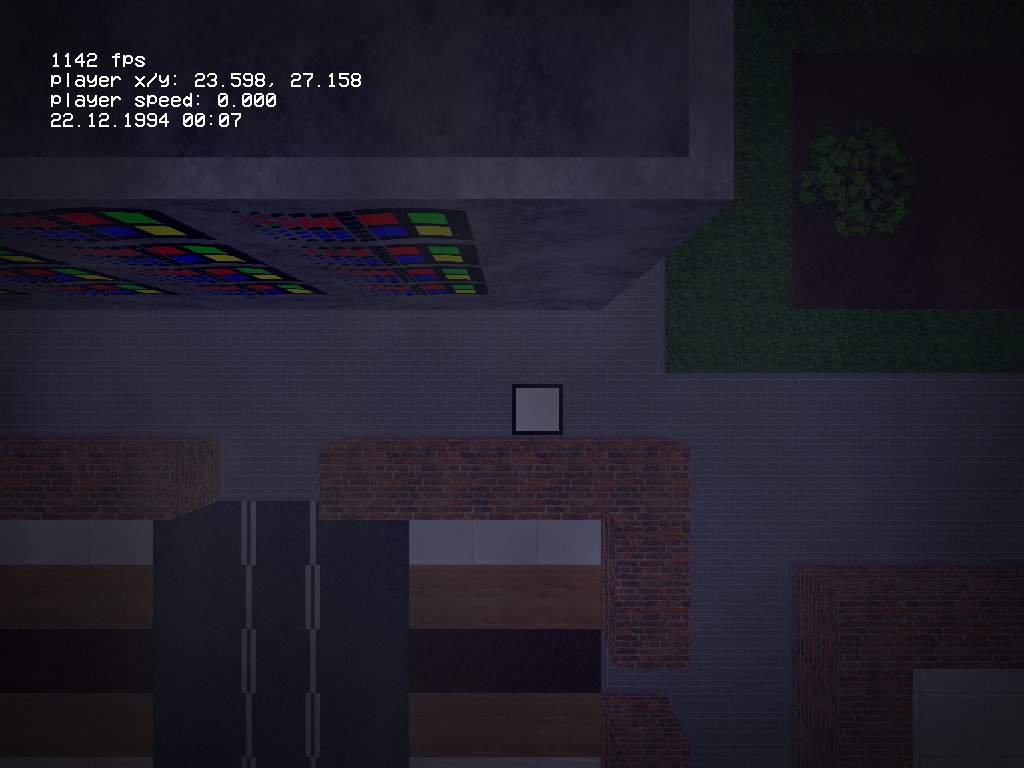 1142 fps
player x/y: 23.598, 27.158
player speed: 0.000
22.12.1994 00:07